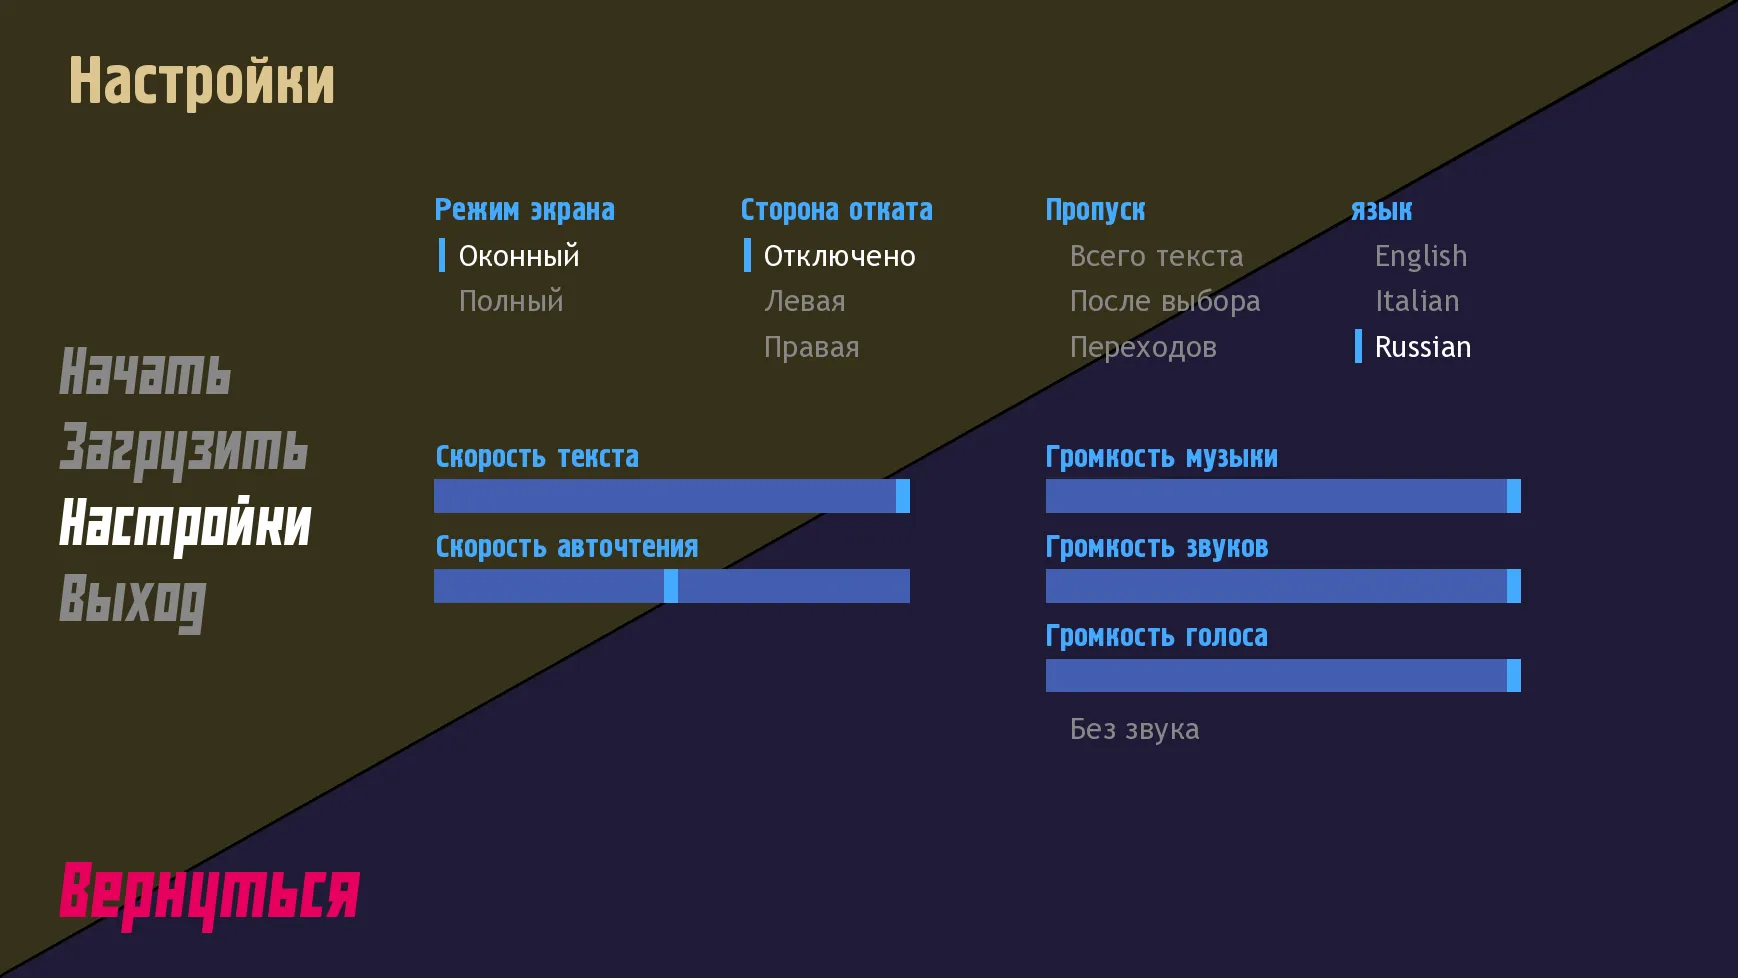 Настройки
Начать
Загрузить
Настройки
Выход
Вернуться
Режим экрана
Оконный
Полный
Сторона отката
Отключено
Левая
Правая
Пропуск
Всего текста
После выбора
Переходов
язык
English
Italian
Russian
Скорость текста
Скорость авточтения
Громкость музыки
Громкость звуков
Громкость голоса
Без звука